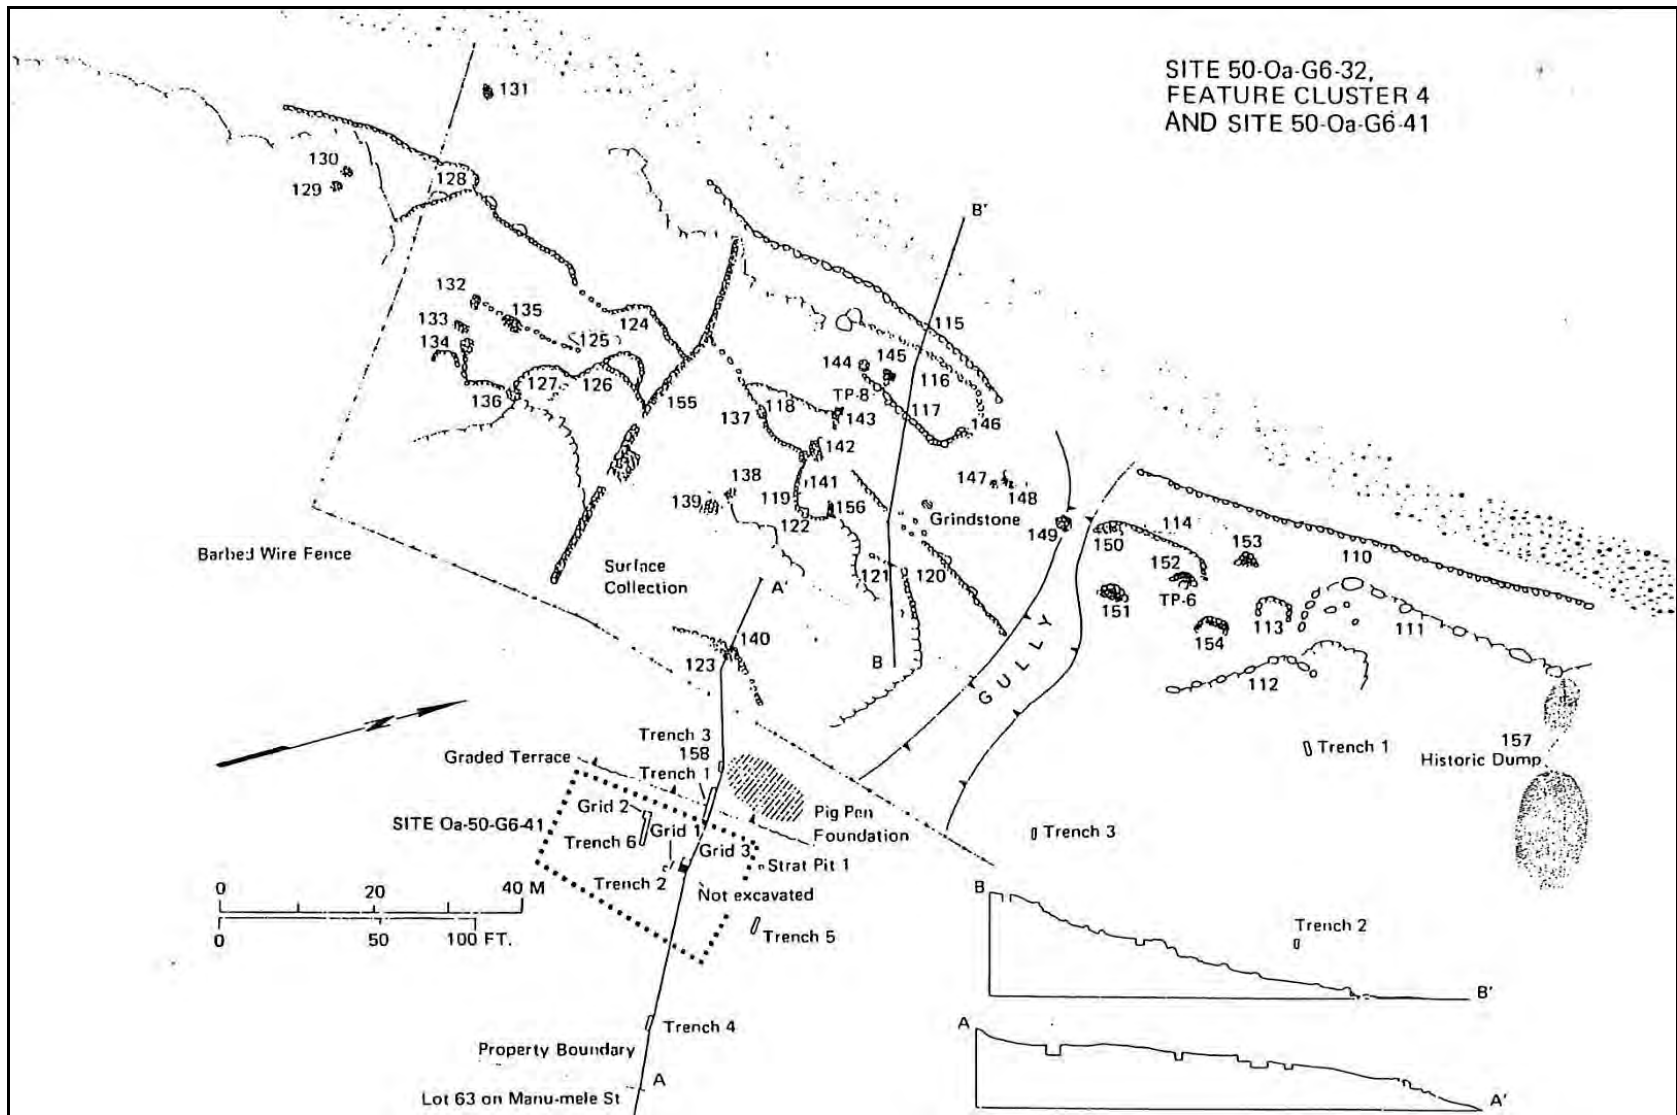 SITE 50-Oa-G6-32,
FEATURE CLUSTER 4
AND SITE 50-Oa-G6-41
131
130
129
128
B'
132
135
133
134
125
124
115
144
145
116
127
126
136
155
TP-8
118
137
143
117
146
142
138
139
119
141
147
148
156
122
Grindstone
149
150
114
153
110
152
Barbed Wire Fence
Surface
Collection
121
120
151
TP-6
A'
113
111
154
140
123
B
GULLY
112
Trench 3
158
Trench 1
157
Historic Dump
Graded Terrace
Trench 1
Grid 2
Pig Pen
Foundation
SITE Oa-50-G6-41
Grid 1
Trench 3
Trench 6
Grid 3
Strat Pit 1
Trench 2
Not excavated
0 20 40 M
0 50 100 FT.
Trench 5
B
Trench 2
B'
Trench 4
A
Property Boundary
A
Lot 63 on Manu-mele St
A'